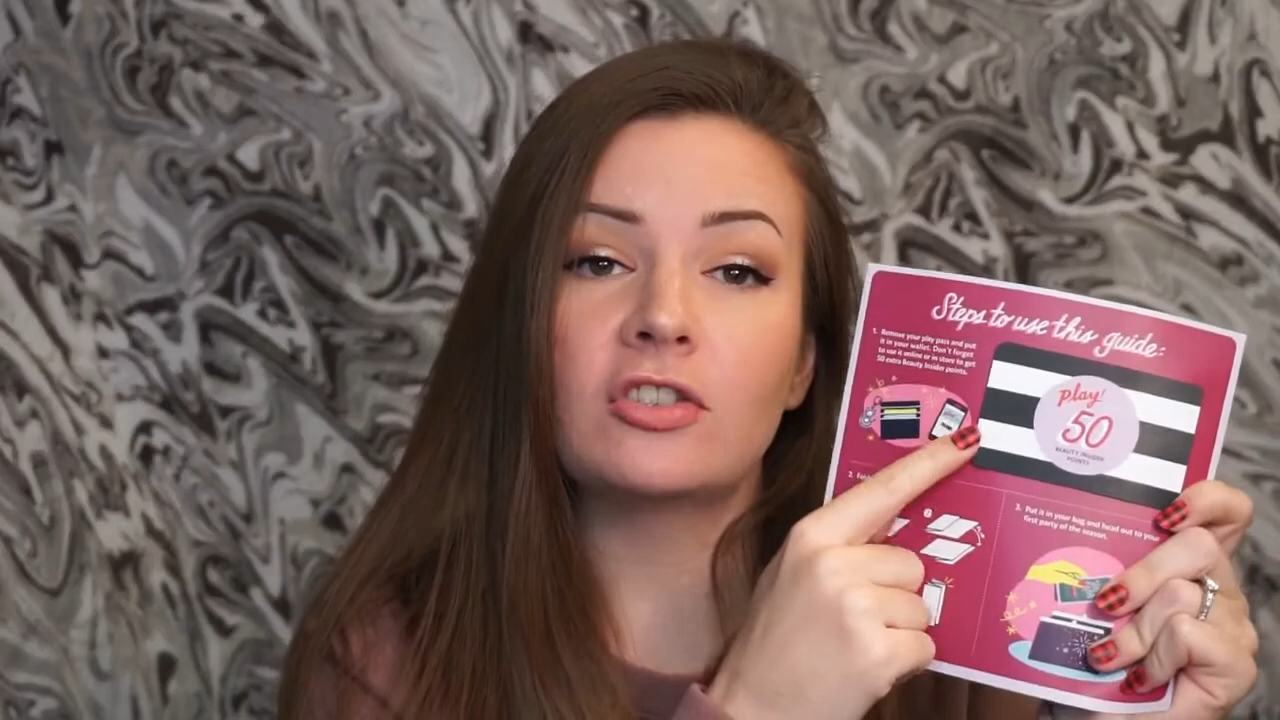 Steps to use this guide:
1. Remove your play pass and put
it in your wallet. Don't forget
to use it online or in store to get
50 extra Beauty Insider points.
play!
50
BEAUTY INSIDER
POINTS
2.
3. Put it in your bag and head out to your
first party of the season.